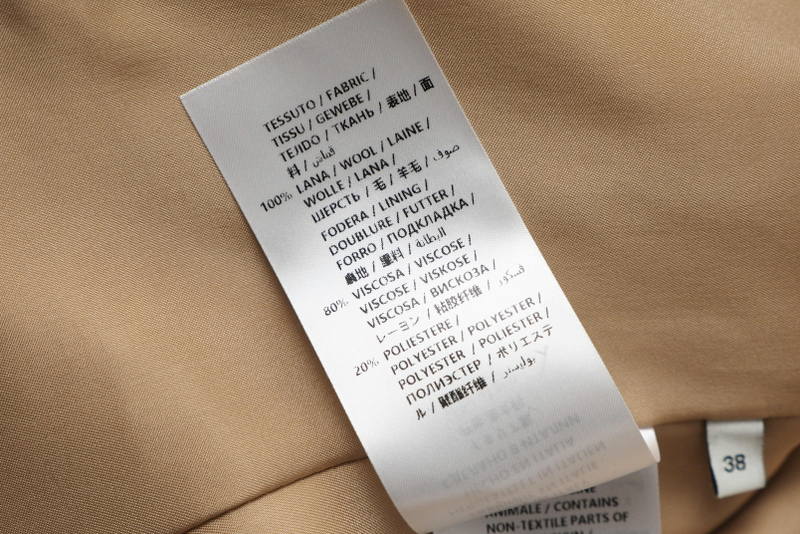 TESSUTO / FABRIC /
TISSU / GEWEBE /
TEJIDO / ТКАНЬ / 表地 / 面
料 / قماش
100% LANA / WOOL / LAINE /
WOLLE / LANA /
ШЕРСТЬ / 毛 / 羊毛 / صوف
FODERA / LINING /
DOUBLURE / FUTTER /
FORRO / ПОДКЛАДКА /
裏地 / 里料 / البطانة
80% VISCOSA / VISCOSE /
VISCOSE / VISKOSE /
VISCOSA / ВИСКОЗА /
レーヨン / 粘胶纤维 / فسكوز
20% POLIESTERE /
POLYESTER / POLYESTER /
POLYESTER / POLIESTER /
ПОЛИЭСТЕР / ポリエステ
ル / 聚酯纤维 / بوليستر
38
ANIMALE / CONTAINS
NON-TEXTILE PARTS OF